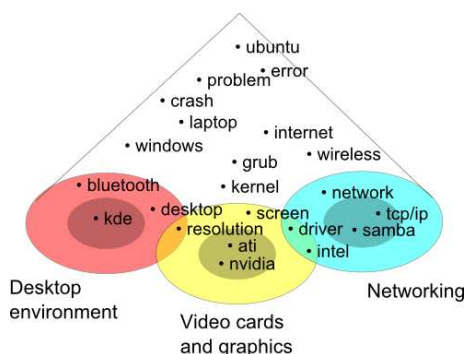 ubuntu
error
problem
crash
laptop
internet
windows
wireless
grub
kernel
bluetooth
network
desktop
screen
tcp/ip
kde
resolution
driver
samba
ati
intel
nvidia
Desktop
environment
Networking
Video cards
and graphics